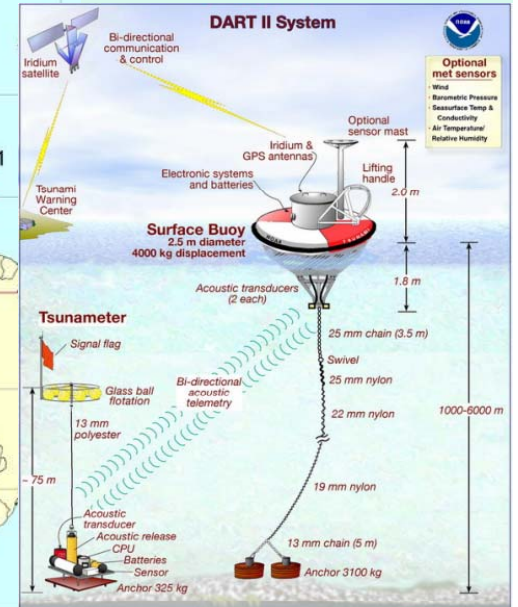 DART II System
Bi-directional
communication
& control
Iridium
satellite
Optional
met sensors
· Wind
· Barometric Pressure
· Seasurface Temp &
Conductivity
· Air Temperature/
Relative Humidity
Optional
sensor mast
Iridium &
GPS antennas
Lifting
handle
Electronic systems
and batteries
2.0 m
Tsunami
Warning
Center
Surface Buoy
2.5 m diameter
4000 kg displacement
1.8 m
Acoustic transducers
(2 each)
Tsunameter
Signal flag
25 mm chain (3.5 m)
Swivel
Bi-directional
acoustic
telemetry
25 mm nylon
Glass ball
flotation
22 mm nylon
1000-6000 m
13 mm
polyester
~ 75 m
19 mm nylon
Acoustic
transducer
Acoustic release
CPU
Batteries
Sensor
Anchor 325 kg
13 mm chain (5 m)
Anchor 3100 kg